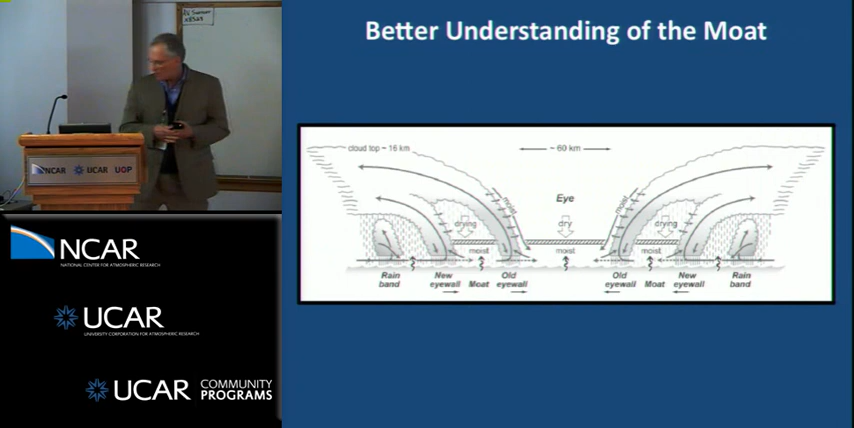 Better Understanding of the Moat
cloud top ~ 16 km
~ 60 km
Eye
moist
moist
drying
dry
drying
moist
moist
moist
Rain band
New eyewall
Moat
Old eyewall
Old eyewall
Moat
New eyewall
Rain band
NCAR UCAR UOP
NCAR
NATIONAL CENTER FOR ATMOSPHERIC RESEARCH
UCAR
UNIVERSITY CORPORATION FOR ATMOSPHERIC RESEARCH
UCAR COMMUNITY PROGRAMS